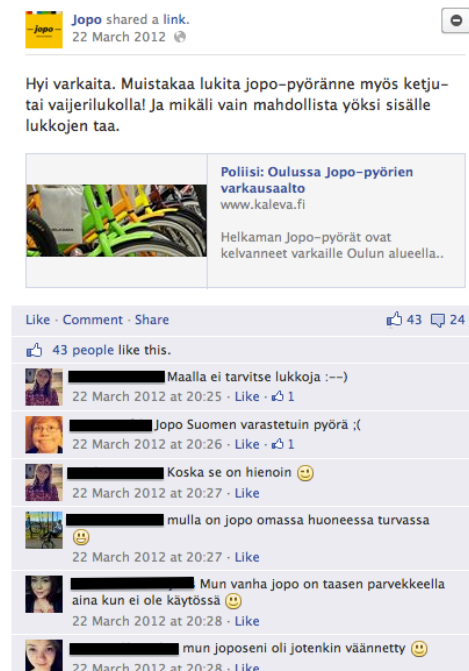 jopo
Jopo shared a link.
22 March 2012
Hyi varkaita. Muistakaa lukita jopo-pyöränne myös ketju-
tai vaijerilukolla! Ja mikäli vain mahdollista yöksi sisälle
lukkojen taa.
Poliisi: Oulussa Jopo-pyörien
varkausaalto
www.kaleva.fi
Helkaman Jopo-pyörät ovat
kelvanneet varkaille Oulun alueella..
Like · Comment · Share 43 24
43 people like this.
Maalla ei tarvitse lukkoja :--)
22 March 2012 at 20:25 · Like · 1
Jopo Suomen varastetuin pyörä ;(
22 March 2012 at 20:26 · Like · 1
Koska se on hienoin
22 March 2012 at 20:27 · Like
mulla on jopo omassa huoneessa turvassa
22 March 2012 at 20:27 · Like
Mun vanha jopo on taasen parvekkeella
aina kun ei ole käytössä
22 March 2012 at 20:28 · Like
mun joposeni oli jotenkin väännetty
22 March 2012 at 20:28 · Like